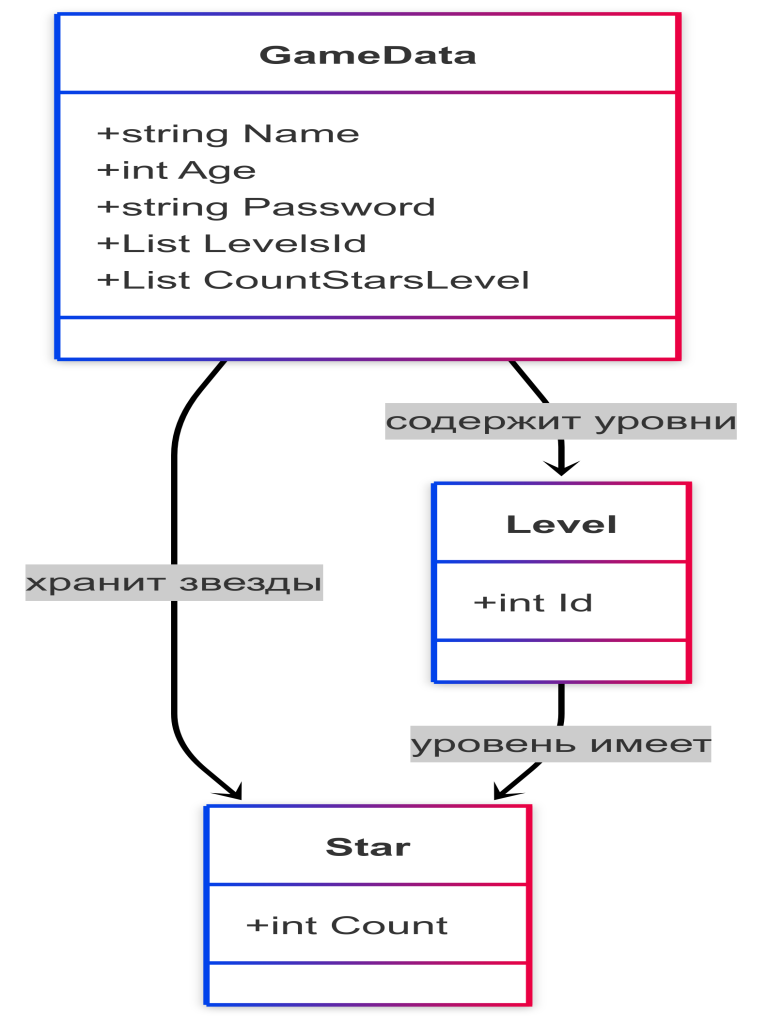 GameData
+string Name
+int Age
+string Password
+List LevelsId
+List CountStarsLevel
содержит уровни
Level
+int Id
хранит звезды
уровень имеет
Star
+int Count